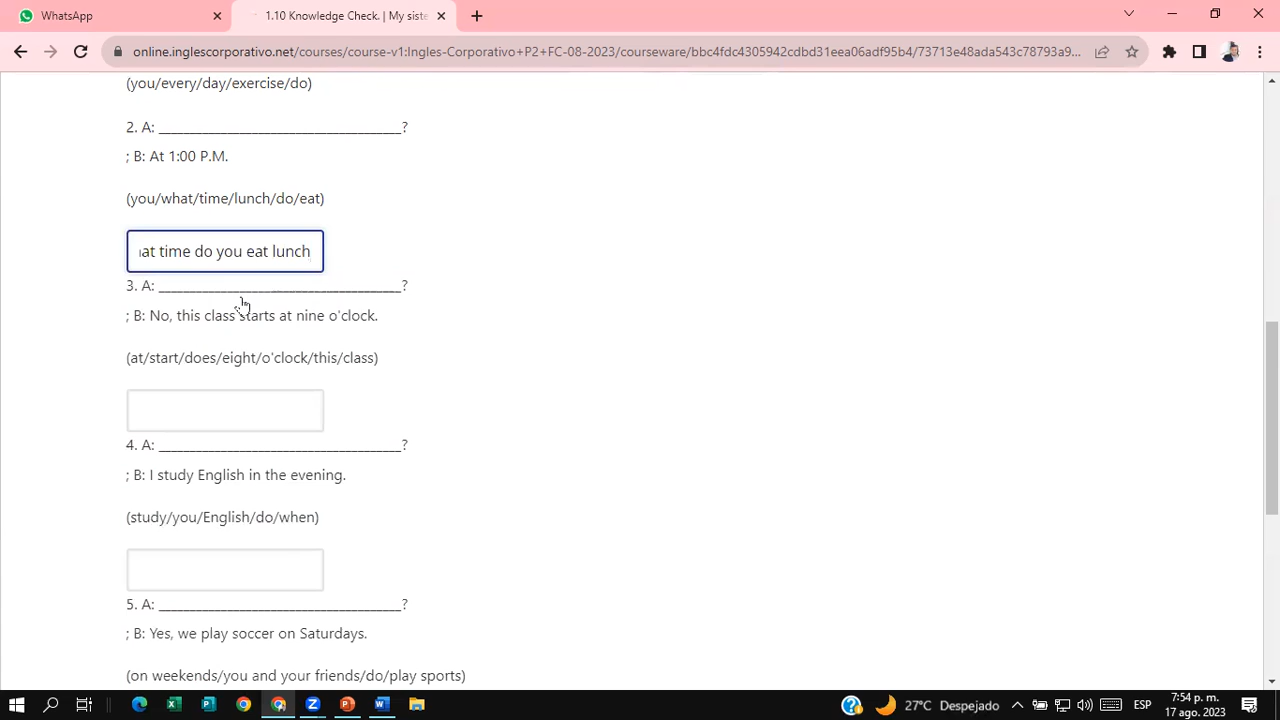 WhatsApp
1.10 Knowledge Check. | My siste
online.inglescorporativo.net/courses/course-v1:Ingles-Corporativo+P2+FC-08-2023/courseware/bbc4fdc4305942cdbd31eea06adf95b4/73713e48ada543c78793a9...
(you/every/day/exercise/do)
2. A: ______________________________?
; B: At 1:00 P.M.
(you/what/time/lunch/do/eat)
at time do you eat lunch
3. A: ______________________________?
; B: No, this class starts at nine o'clock.
(at/start/does/eight/o'clock/this/class)
4. A: ______________________________?
; B: I study English in the evening.
(study/you/English/do/when)
5. A: ______________________________?
; B: Yes, we play soccer on Saturdays.
(on weekends/you and your friends/do/play sports)
27°C Despejado
ESP
7:54 p. m.
17 ago. 2023